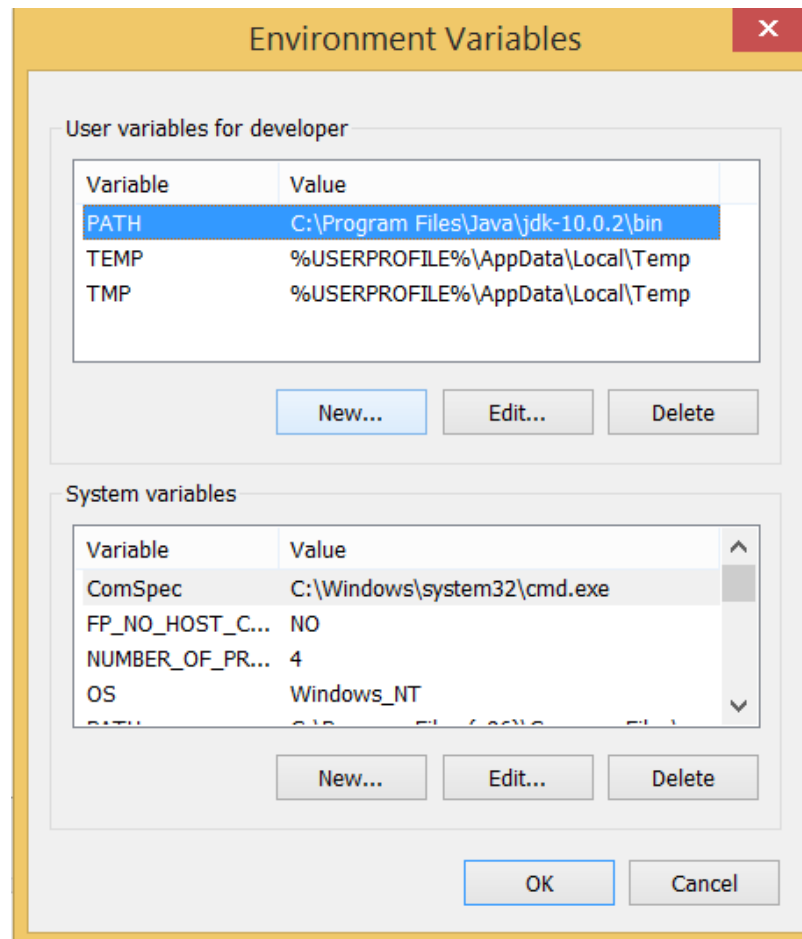 Environment Variables
User variables for developer
Variable Value
PATH C:\Program Files\Java\jdk-10.0.2\bin
TEMP %USERPROFILE%\AppData\Local\Temp
TMP %USERPROFILE%\AppData\Local\Temp
New... Edit... Delete
System variables
Variable Value
ComSpec C:\Windows\system32\cmd.exe
FP_NO_HOST_C... NO
NUMBER_OF_PR... 4
OS Windows_NT
New... Edit... Delete
OK Cancel